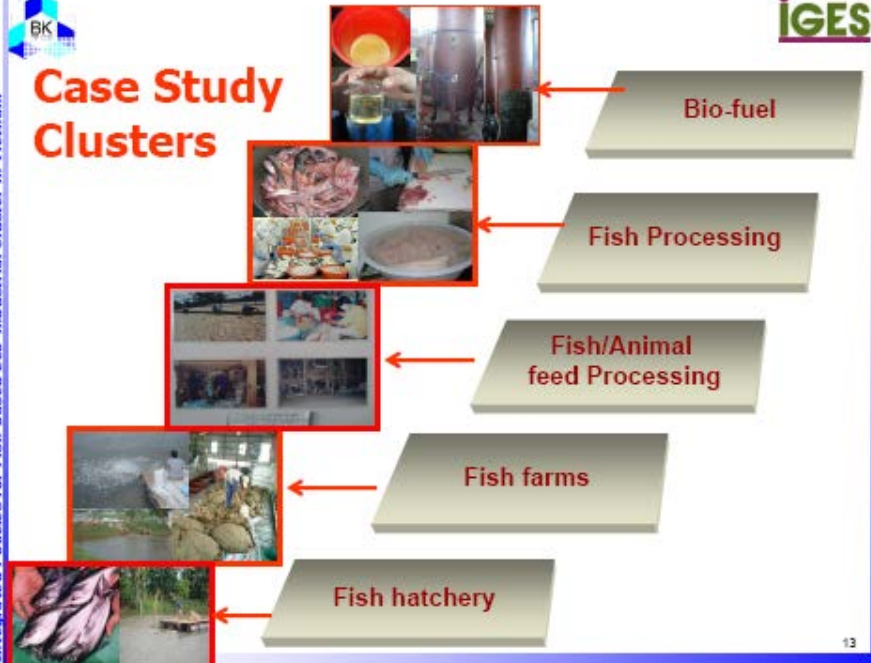 BK
IGES
Case Study
Clusters
Bio-fuel
Fish Processing
Fish/Animal
feed Processing
Fish farms
Fish hatchery
13